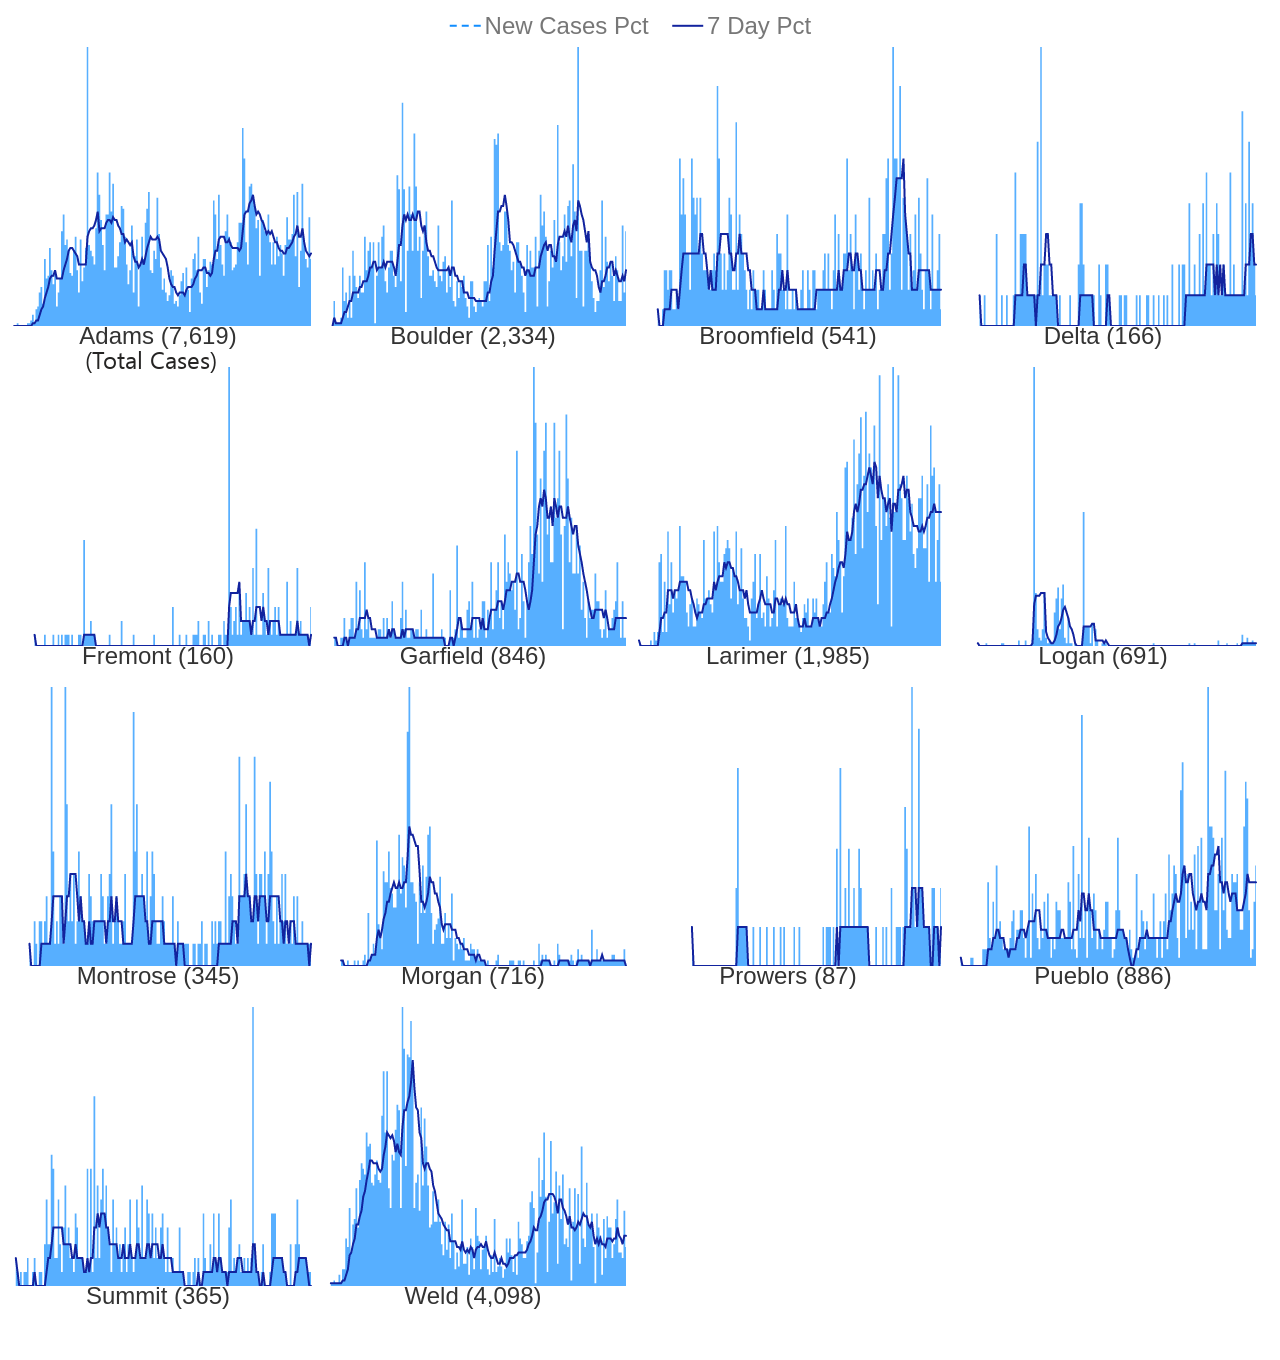 New Cases Pct 7 Day Pct
Adams (7,619) Boulder (2,334) Broomfield (541) Delta (166)
(Total Cases)
Fremont (160) Garfield (846) Larimer (1,985) Logan (691)
Montrose (345) Morgan (716) Prowers (87) Pueblo (886)
Summit (365) Weld (4,098)